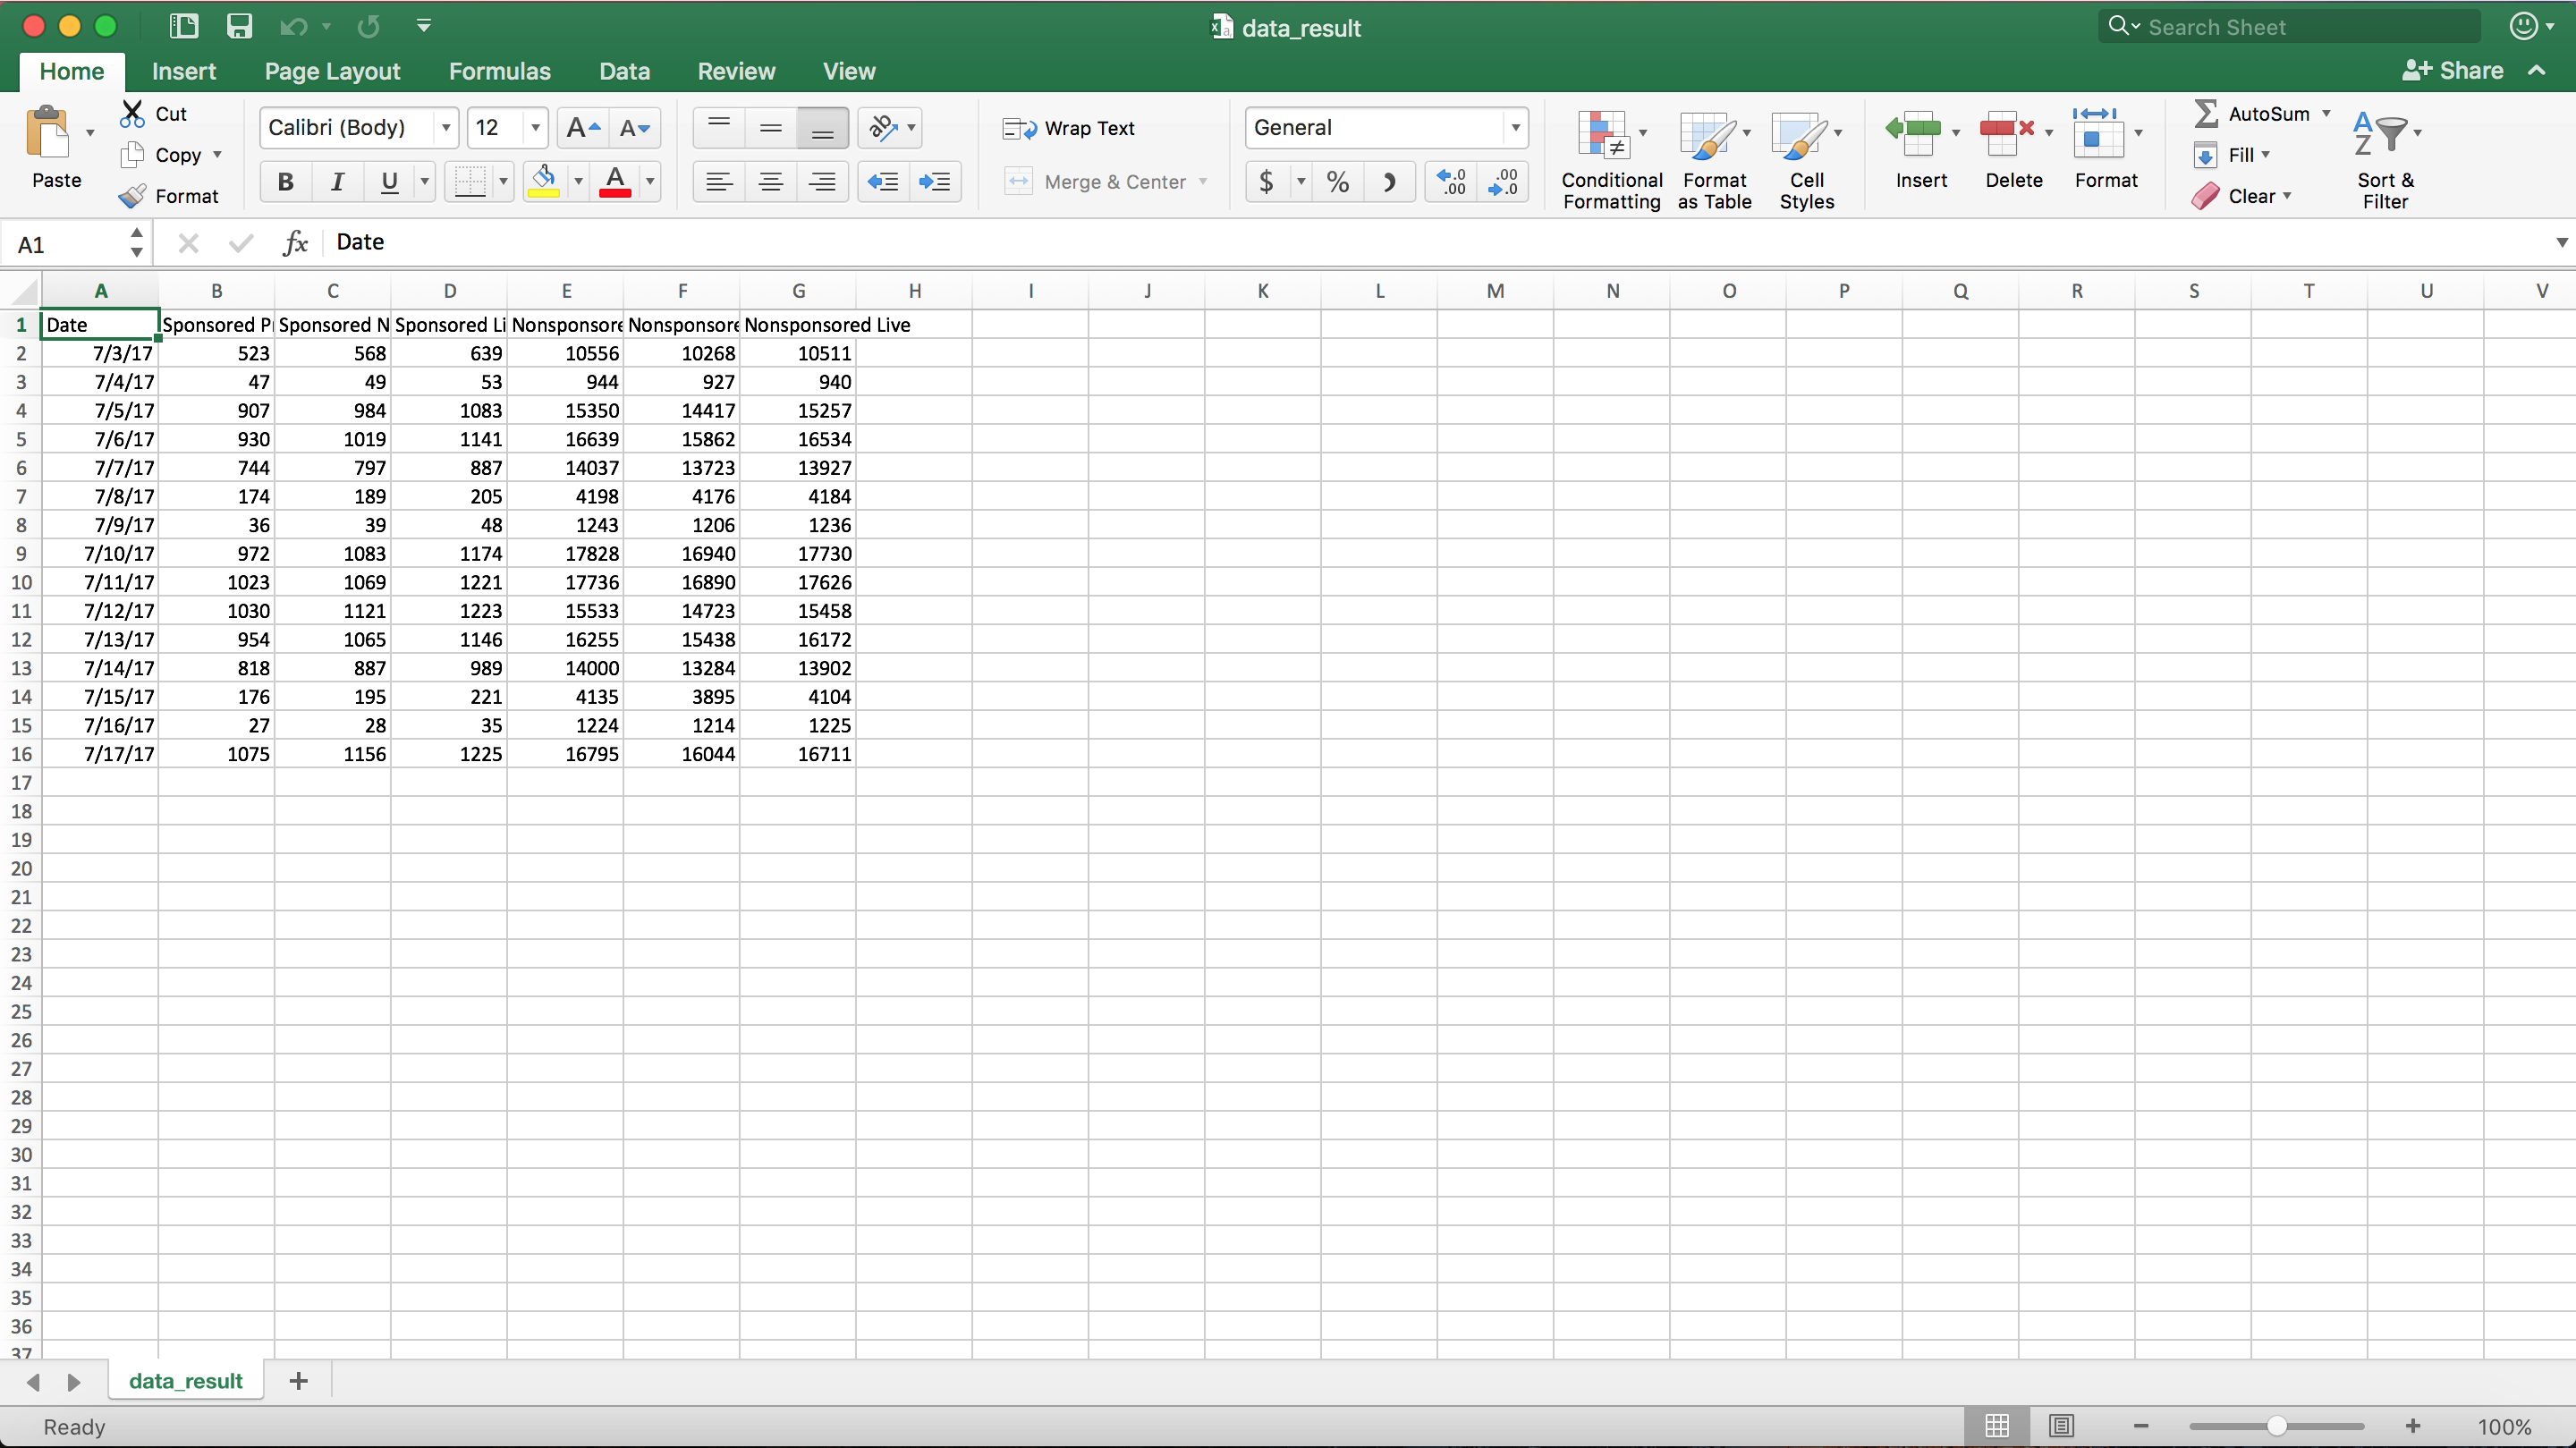 data_result
Search Sheet
Home Insert Page Layout Formulas Data Review View Share
Paste Cut Copy Format
Calibri (Body) 12 A A
B I U A
ab Wrap Text
Merge & Center
General
$ % .0 .00 .00 .0
Conditional Formatting Format as Table Cell Styles
Insert Delete Format
AutoSum Fill Clear
A Z Sort & Filter
A1 fx Date
A B C D E F G H I J K L M N O P Q R S T U V
1 Date Sponsored P Sponsored N Sponsored Li Nonsponsore Nonsponsore Nonsponsored Live
2 7/3/17 523 568 639 10556 10268 10511
3 7/4/17 47 49 53 944 927 940
4 7/5/17 907 984 1083 15350 14417 15257
5 7/6/17 930 1019 1141 16639 15862 16534
6 7/7/17 744 797 887 14037 13723 13927
7 7/8/17 174 189 205 4198 4176 4184
8 7/9/17 36 39 48 1243 1206 1236
9 7/10/17 972 1083 1174 17828 16940 17730
10 7/11/17 1023 1069 1221 17736 16890 17626
11 7/12/17 1030 1121 1223 15533 14723 15458
12 7/13/17 954 1065 1146 16255 15438 16172
13 7/14/17 818 887 989 14000 13284 13902
14 7/15/17 176 195 221 4135 3895 4104
15 7/16/17 27 28 35 1224 1214 1225
16 7/17/17 1075 1156 1225 16795 16044 16711
17
18
19
20
21
22
23
24
25
26
27
28
29
30
31
32
33
34
35
36
37
data_result
Ready 100%